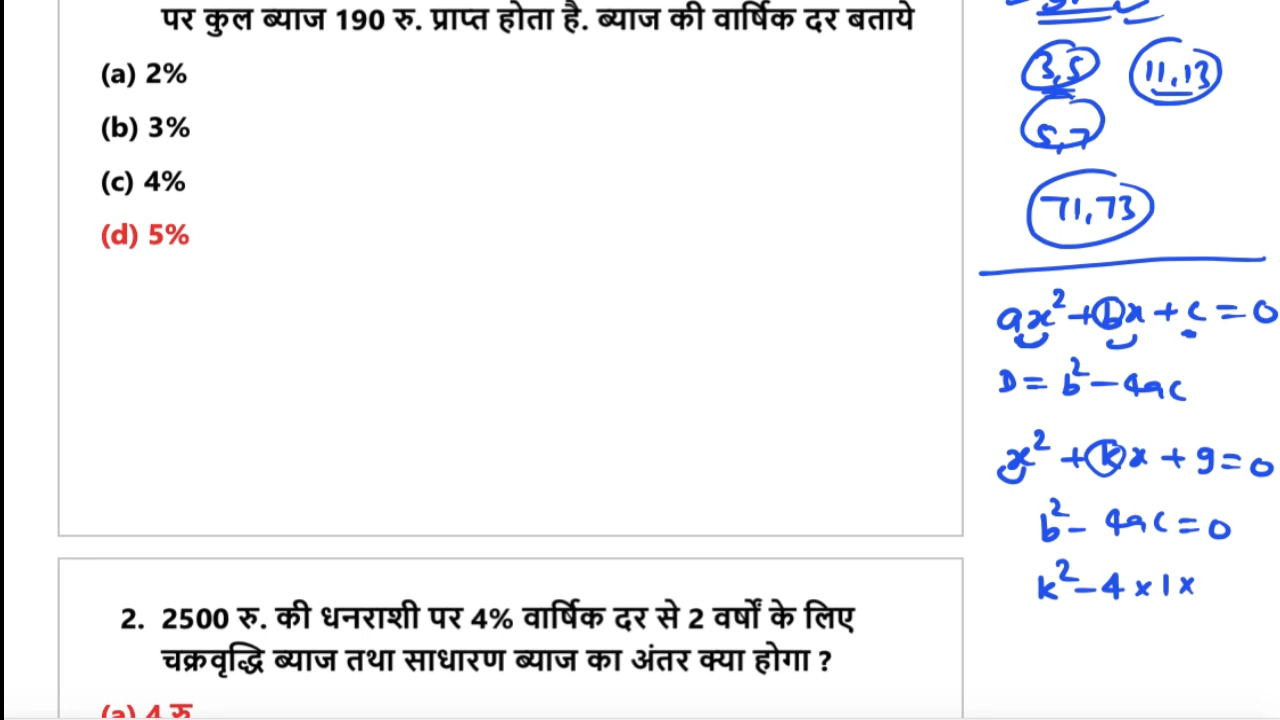 पर कुल ब्याज 190 रु. प्राप्त होता है. ब्याज की वार्षिक दर बताये
(a) 2%
(b) 3%
(c) 4%
(d) 5%
2. 2500 रु. की धनराशी पर 4% वार्षिक दर से 2 वर्षों के लिए
चक्रवृद्धि ब्याज तथा साधारण ब्याज का अंतर क्या होगा ?
(a) 4 रु
3,5 11,13
5,7
71,73
ax²+bx+c=0
D= b²-4ac
x²+kx+9=0
b²-4ac=0
k²-4×1×